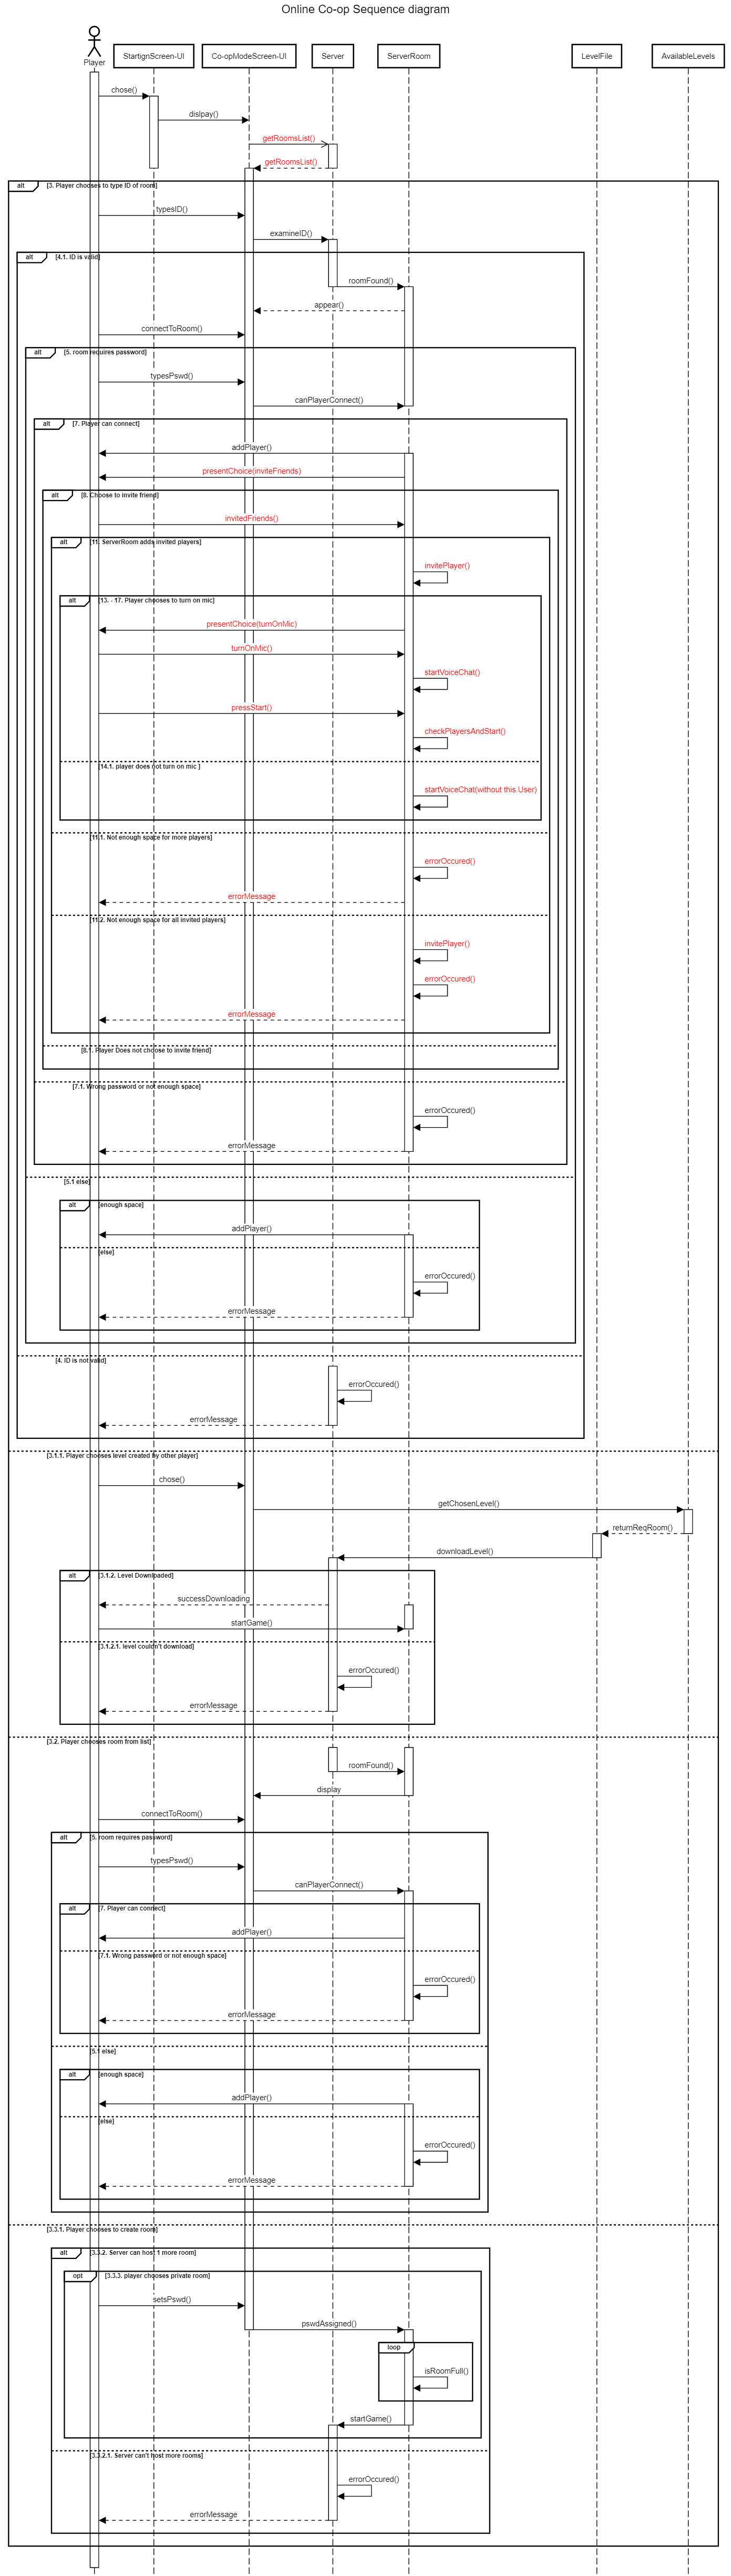 Online Co-op Sequence diagram
Player
StartignScreen-UI
Co-opModeScreen-UI
Server
ServerRoom
LevelFile
AvailableLevels
chose()
dislpay()
getRoomsList()
getRoomsList()
alt [3. Player chooses to type ID of room]
typesID()
examineID()
alt [4.1. ID is valid]
roomFound()
appear()
connectToRoom()
alt [5. room requires password]
typesPswd()
canPlayerConnect()
alt [7. Player can connect]
addPlayer()
presentChoice(inviteFriends)
alt [8. Choose to invite friend]
invitedFriends()
alt [11. ServerRoom adds invited players]
invitePlayer()
alt [13. - 17. Player chooses to turn on mic]
presentChoice(turnOnMic)
turnOnMic()
startVoiceChat()
pressStart()
checkPlayersAndStart()
[14.1. player does not turn on mic ]
startVoiceChat(without this User)
[11.1. Not enough space for more players]
errorOccured()
errorMessage
[11.2. Not enough space for all invited players]
invitePlayer()
errorOccured()
errorMessage
[8.1. Player Does not choose to invite friend]
[7.1. Wrong password or not enough space]
errorOccured()
errorMessage
[5.1 else]
alt [enough space]
addPlayer()
[else]
errorOccured()
errorMessage
[4. ID is not valid]
errorOccured()
errorMessage
[3.1.1. Player chooses level created by other player]
chose()
getChosenLevel()
returnReqRoom()
downloadLevel()
alt [3.1.2. Level Downloaded]
successDownloading
startGame()
[3.1.2.1. level couldn't download]
errorOccured()
errorMessage
[3.2. Player chooses room from list]
roomFound()
display
connectToRoom()
alt [5. room requires password]
typesPswd()
canPlayerConnect()
alt [7. Player can connect]
addPlayer()
[7.1. Wrong password or not enough space]
errorOccured()
errorMessage
[5.1 else]
alt [enough space]
addPlayer()
[else]
errorOccured()
errorMessage
[3.3.1. Player chooses to create room]
alt [3.3.2. Server can host 1 more room]
opt [3.3.3. player chooses private room]
setsPswd()
pswdAssigned()
loop
isRoomFull()
startGame()
[3.3.2.1. Server can't host more rooms]
errorOccured()
errorMessage